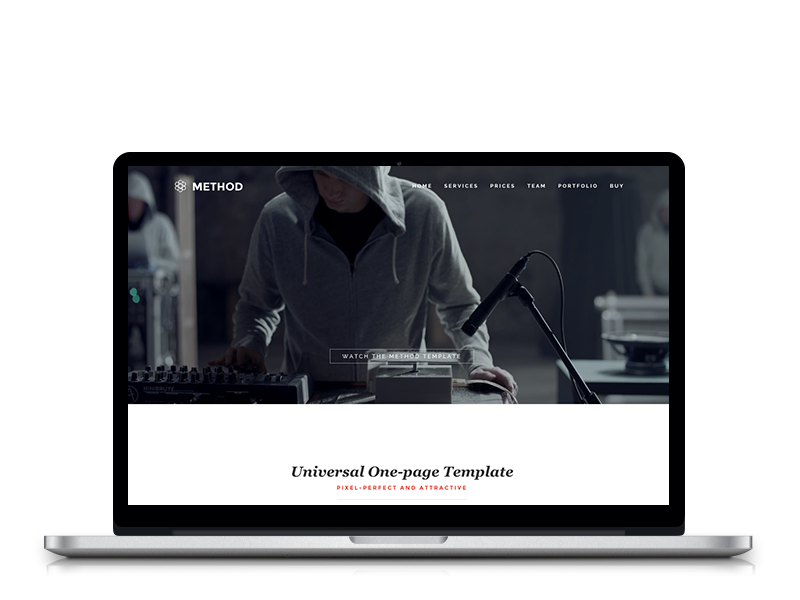 METHOD
HOME SERVICES PRICES TEAM PORTFOLIO BUY
WATCH THE METHOD TEMPLATE
Universal One-page Template
PIXEL-PERFECT AND ATTRACTIVE